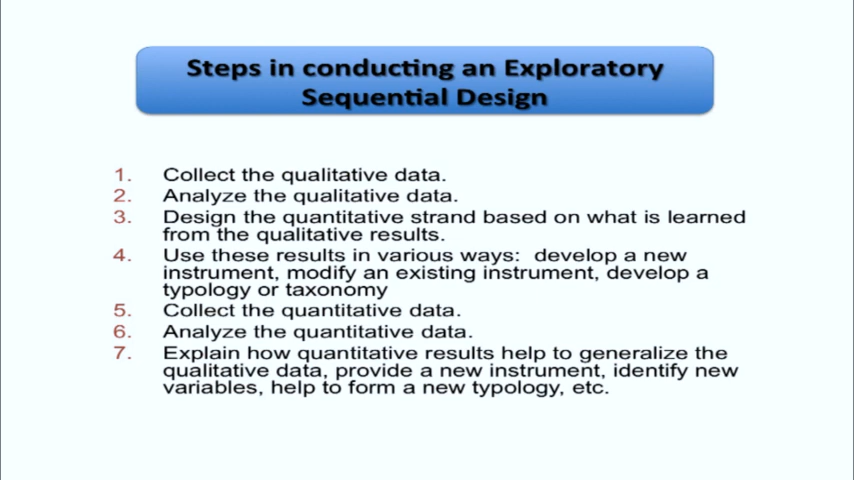 Steps in conducting an Exploratory
Sequential Design
1. Collect the qualitative data.
2. Analyze the qualitative data.
3. Design the quantitative strand based on what is learned
from the qualitative results.
4. Use these results in various ways:  develop a new
instrument, modify an existing instrument, develop a
typology or taxonomy
5. Collect the quantitative data.
6. Analyze the quantitative data.
7. Explain how quantitative results help to generalize the
qualitative data, provide a new instrument, identify new
variables, help to form a new typology, etc.